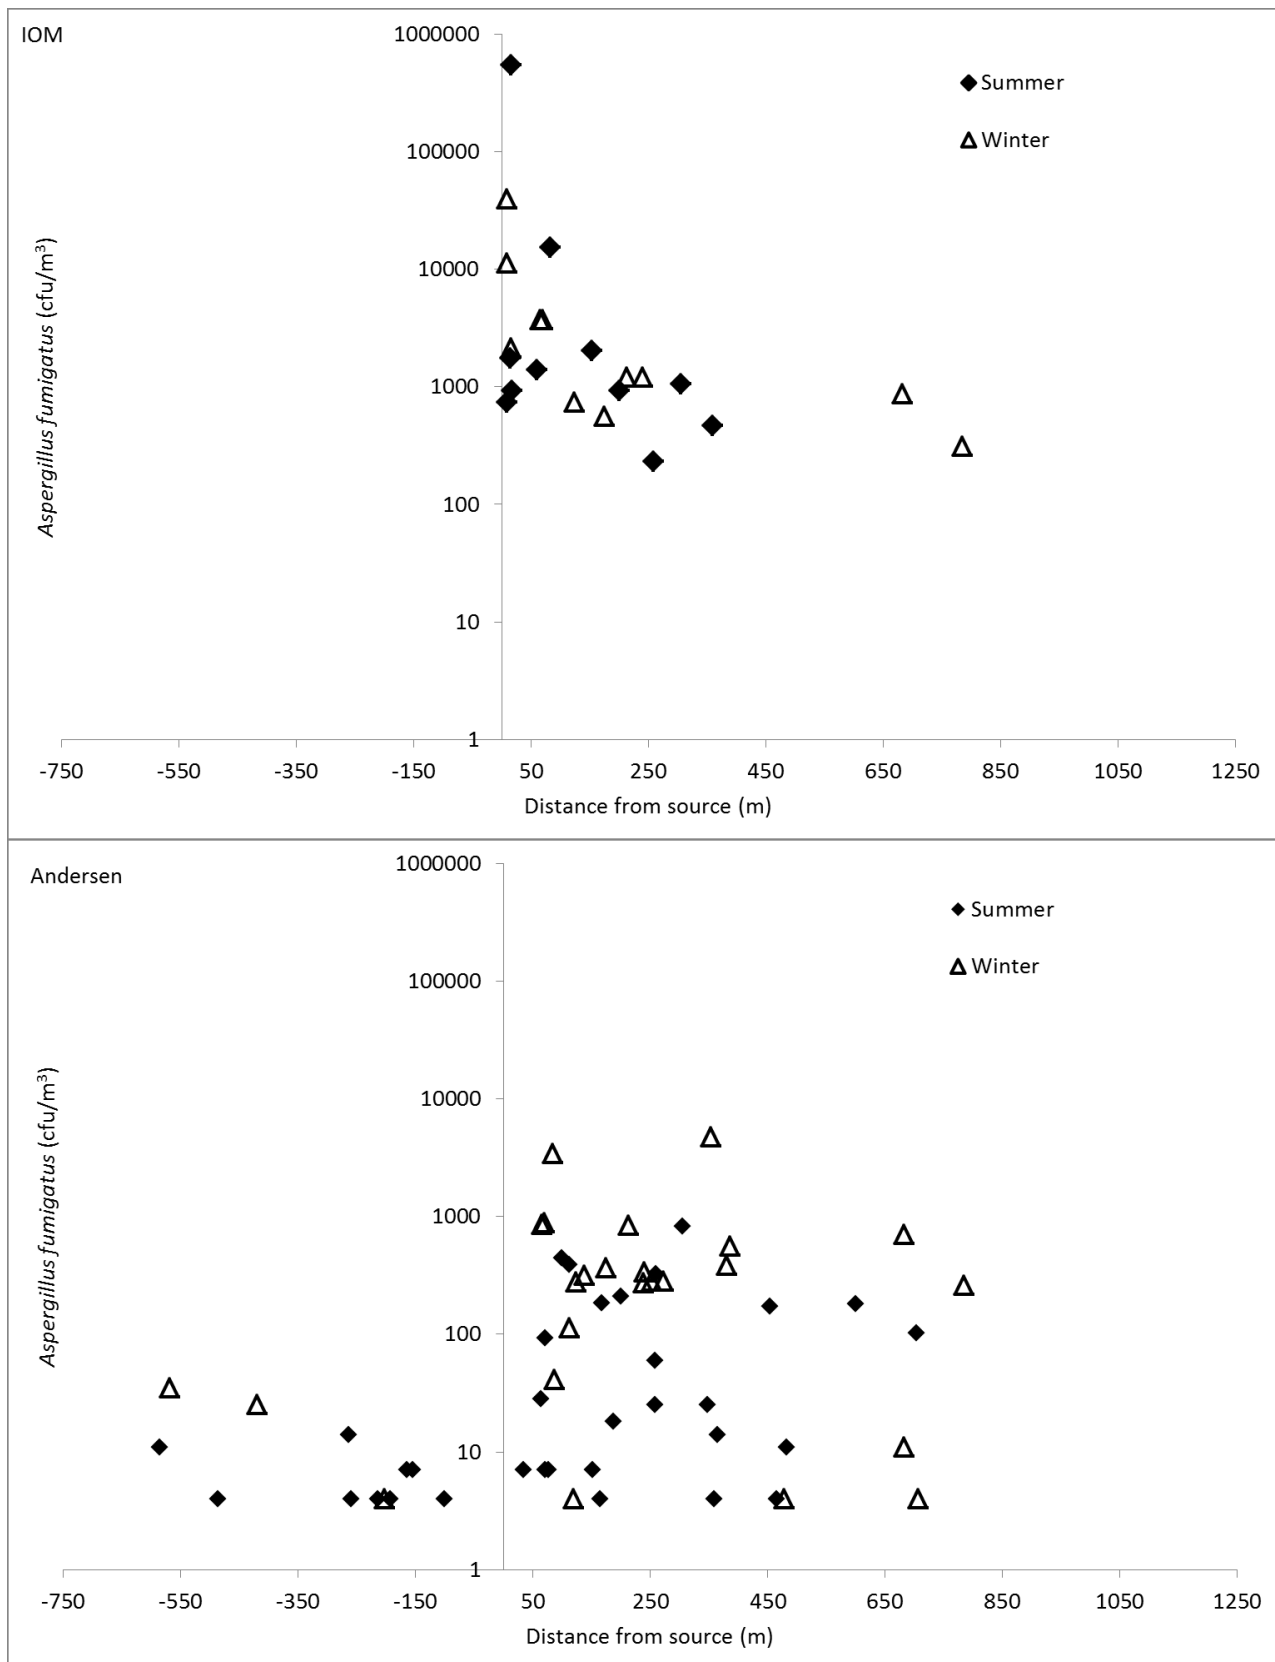 IOM
1000000
100000
10000
1000
100
10
1
Aspergillus fumigatus (cfu/m³)
Summer
Winter
-750 -550 -350 -150 50 250 450 650 850 1050 1250
Distance from source (m)
Andersen
1000000
100000
10000
1000
100
10
1
Aspergillus fumigatus (cfu/m³)
Summer
Winter
-750 -550 -350 -150 50 250 450 650 850 1050 1250
Distance from source (m)